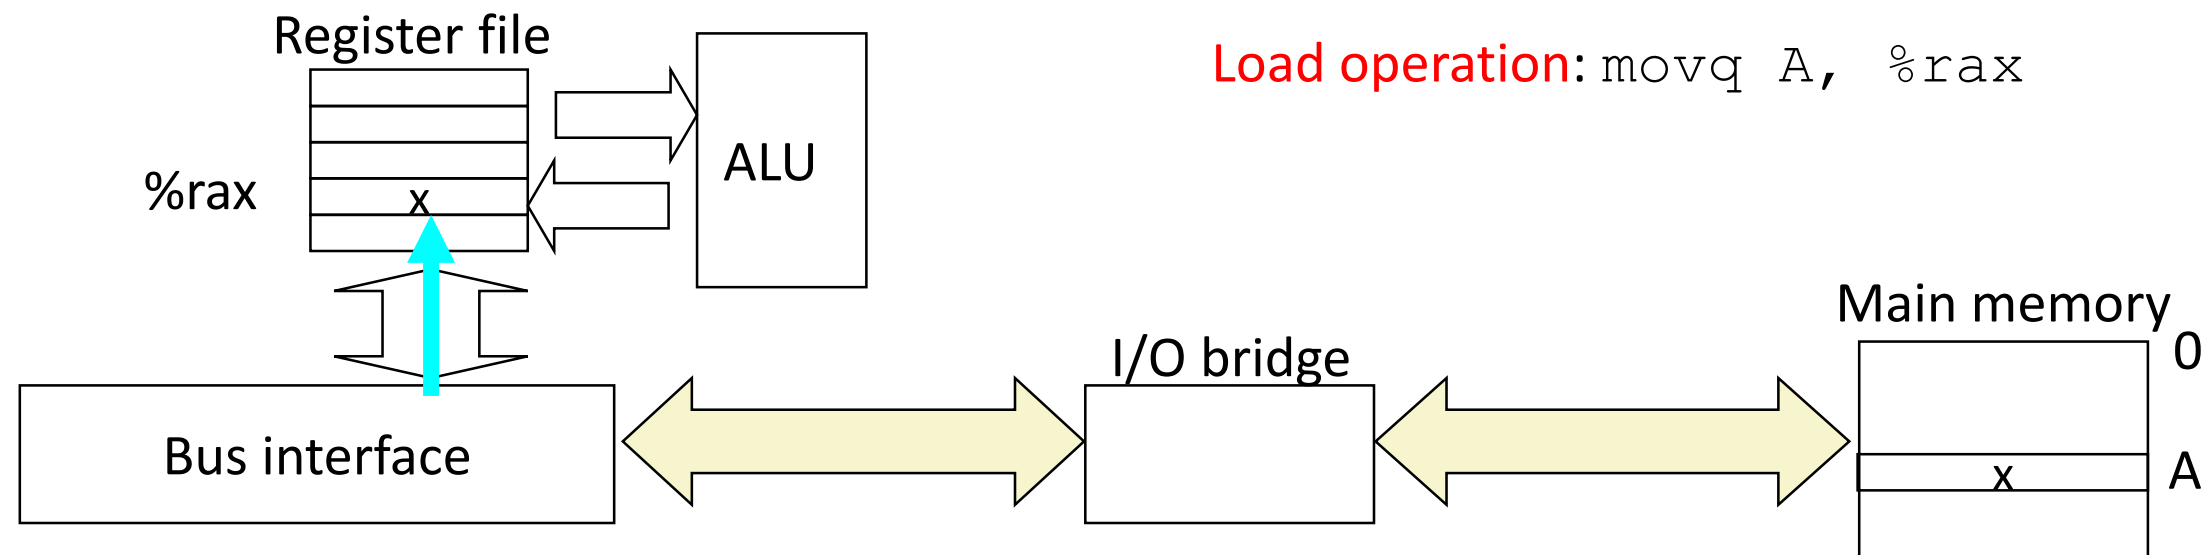 Register file
Load operation: movq A, %rax
ALU
%rax
x
Main memory
0
I/O bridge
Bus interface
x
A